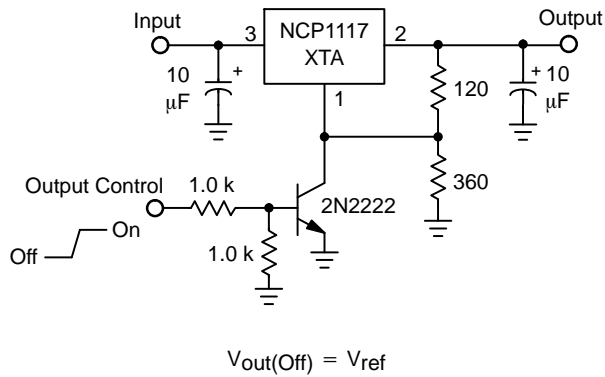 Input
Output
3
NCP1117
XTA
2
10
µF
+
1
120
+
10
µF
360
Output Control
1.0 k
2N2222
On
Off
1.0 k
Vout(Off) = Vref